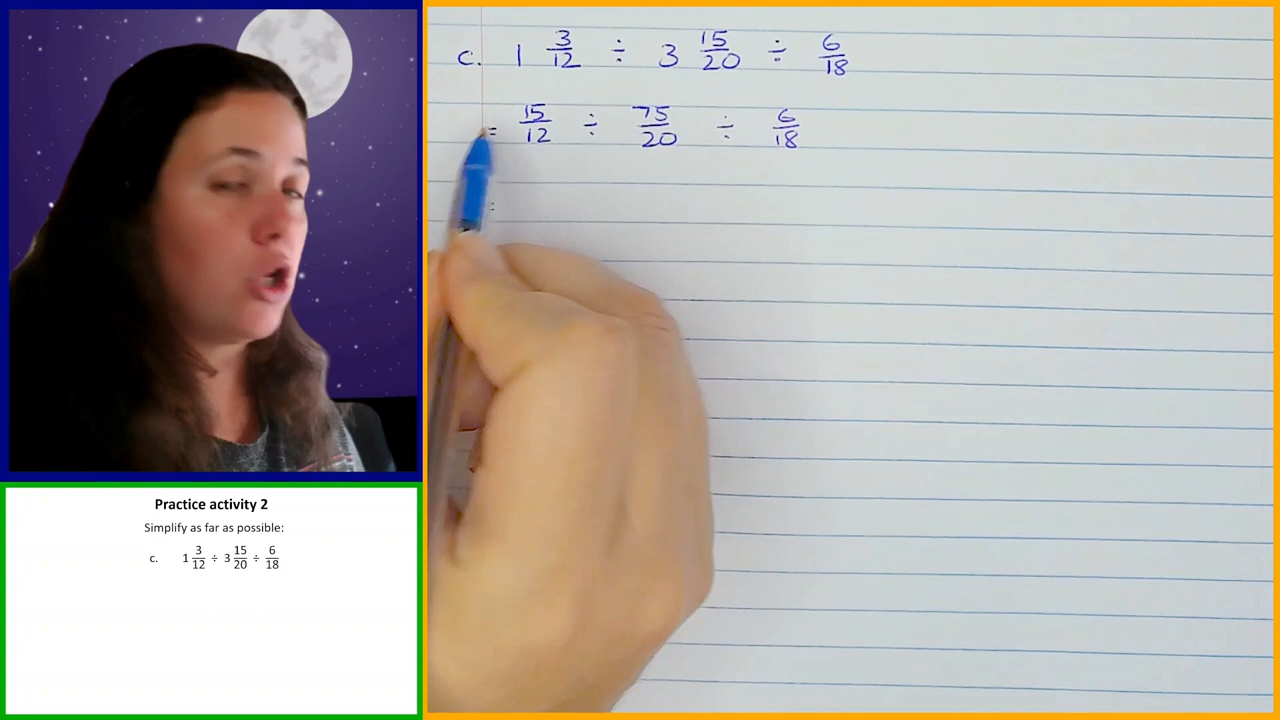 c. 1 3/12 ÷ 3 15/20 ÷ 6/18
= 15/12 ÷ 75/20 ÷ 6/18
=
Practice activity 2
Simplify as far as possible:
c. 1 3/12 ÷ 3 15/20 ÷ 6/18